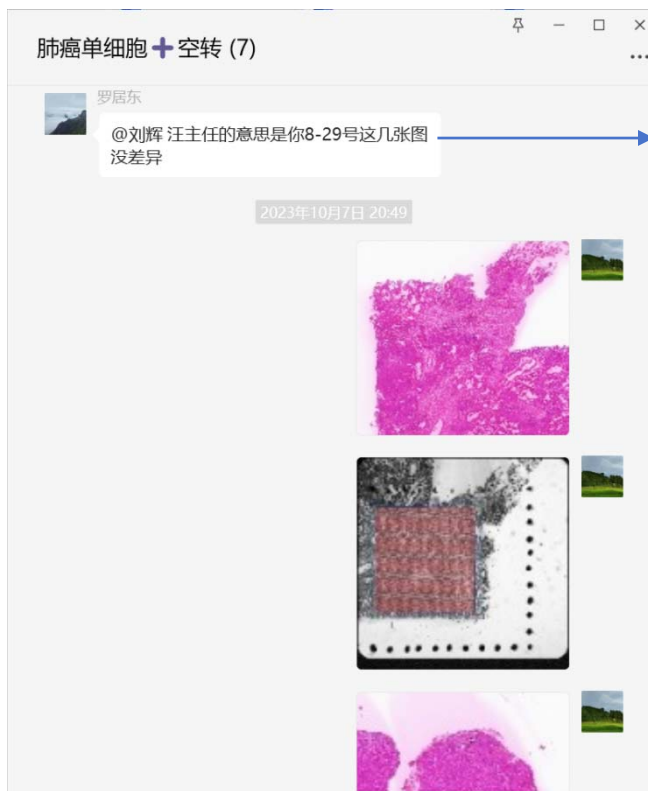 肺癌单细胞➕空转 (7)
罗居东
@刘辉 汪主任的意思是你8-29号这几张图
没差异
2023年10月7日 20:49